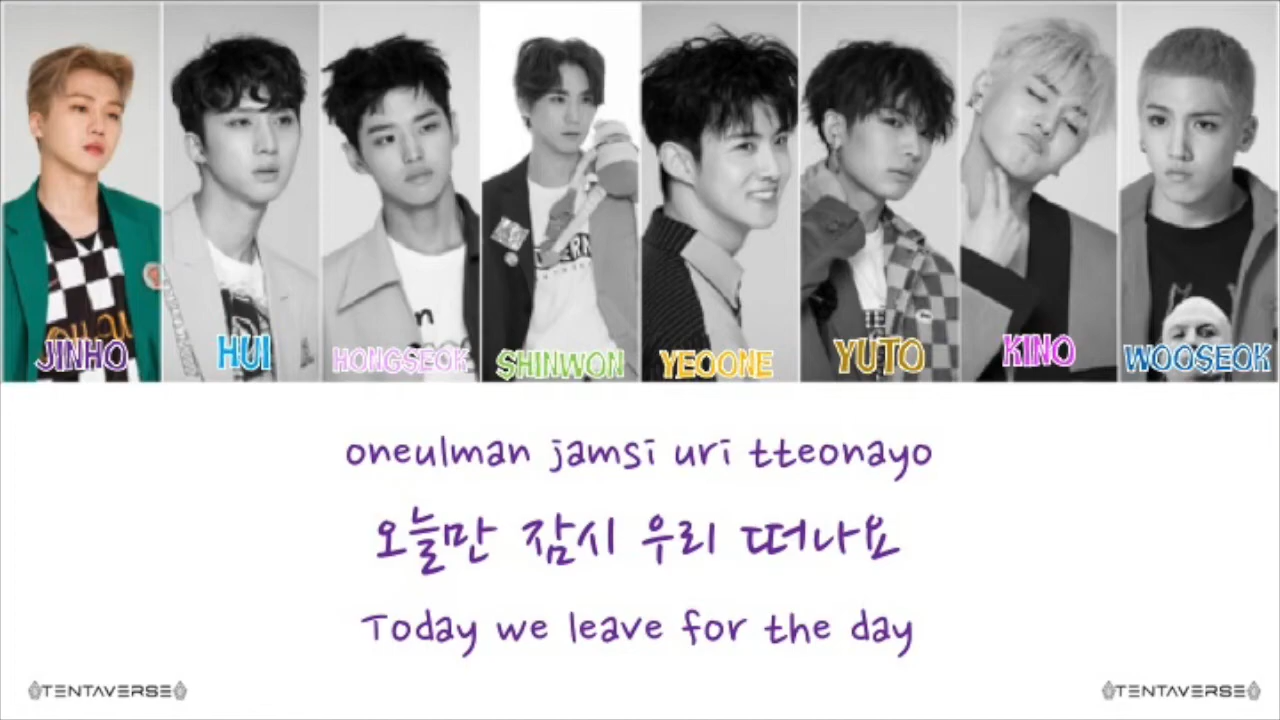 JINHO HUI HONGSEOK SHINWON YEOONE YUTO KINO WOOSEOK
oneulman jamsi uri tteonayo
오늘만 잠시 우리 떠나요
Today we leave for the day
TENTAVERSE TENTAVERSE